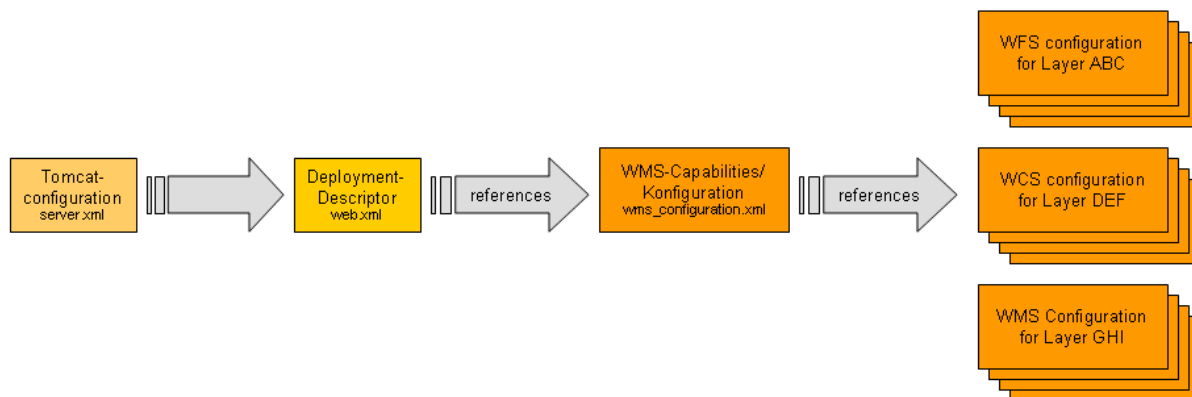 WFS configuration
for Layer ABC
Tomcat-
configuration
server.xml
Deployment-
Descriptor
web.xml
references
WMS-Capabilities/
Konfiguration
wms_configuration.xml
references
WCS configuration
for Layer DEF
WMS Configuration
for Layer GHI